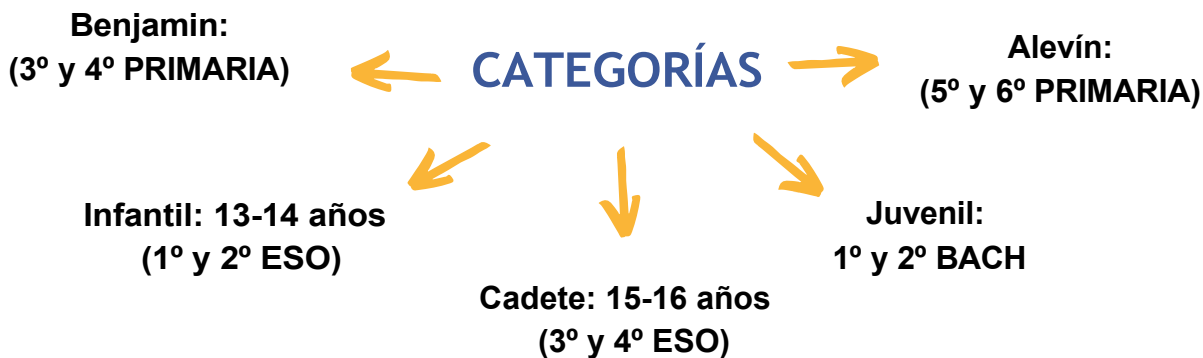 CATEGORÍAS
Benjamin:
(3º y 4º PRIMARIA)
Alevín:
(5º y 6º PRIMARIA)
Infantil: 13-14 años
(1º y 2º ESO)
Cadete: 15-16 años
(3º y 4º ESO)
Juvenil:
1º y 2º BACH